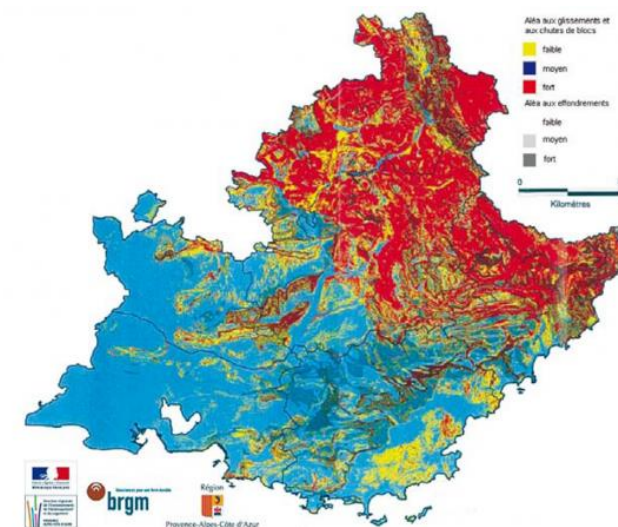 Aléa aux glissements et
aux chutes de blocs
faible
moyen
fort
Aléa aux effondrements
faible
moyen
fort
0
Kilomètres
brgm
Région
Provence-Alpes-Côte d'Azur